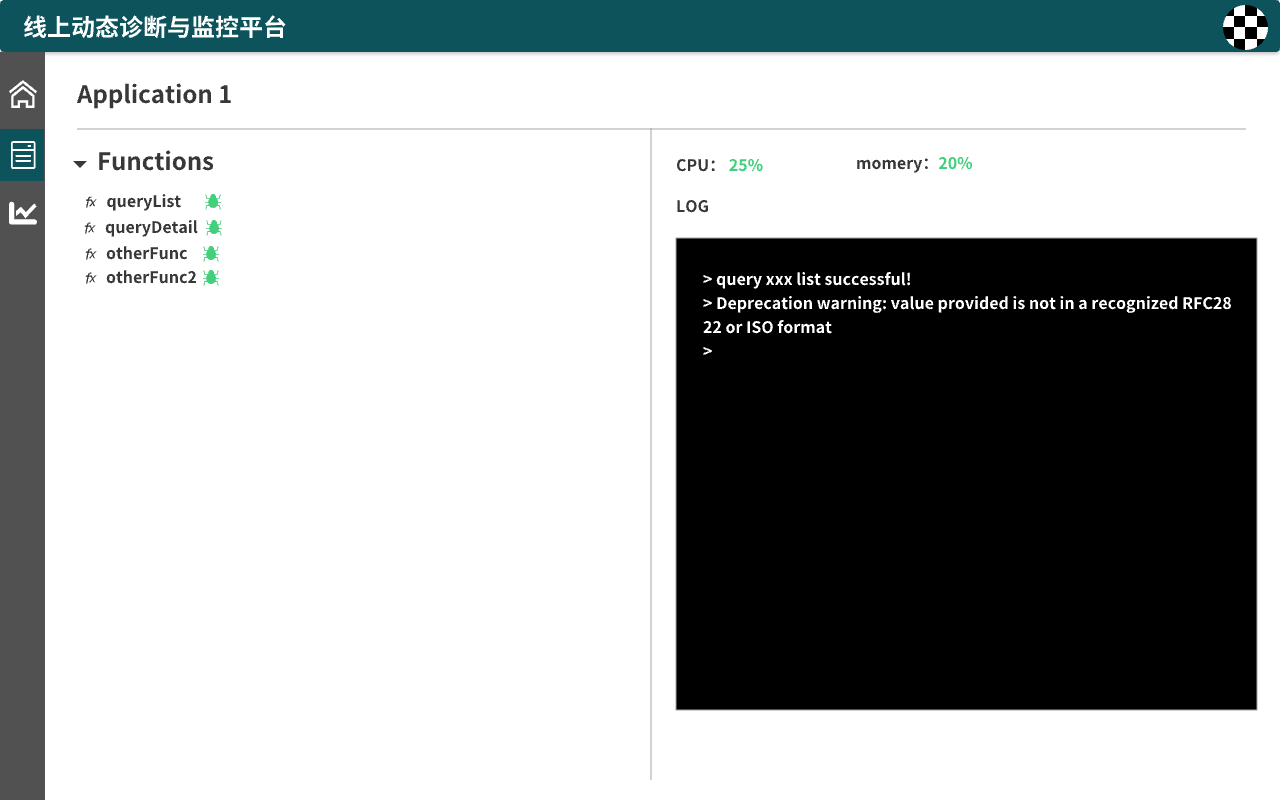 线上动态诊断与监控平台
Application 1
Functions
fx queryList
fx queryDetail
fx otherFunc
fx otherFunc2
CPU： 25% momery：20%
LOG
> query xxx list successful!
> Deprecation warning: value provided is not in a recognized RFC28
22 or ISO format
>